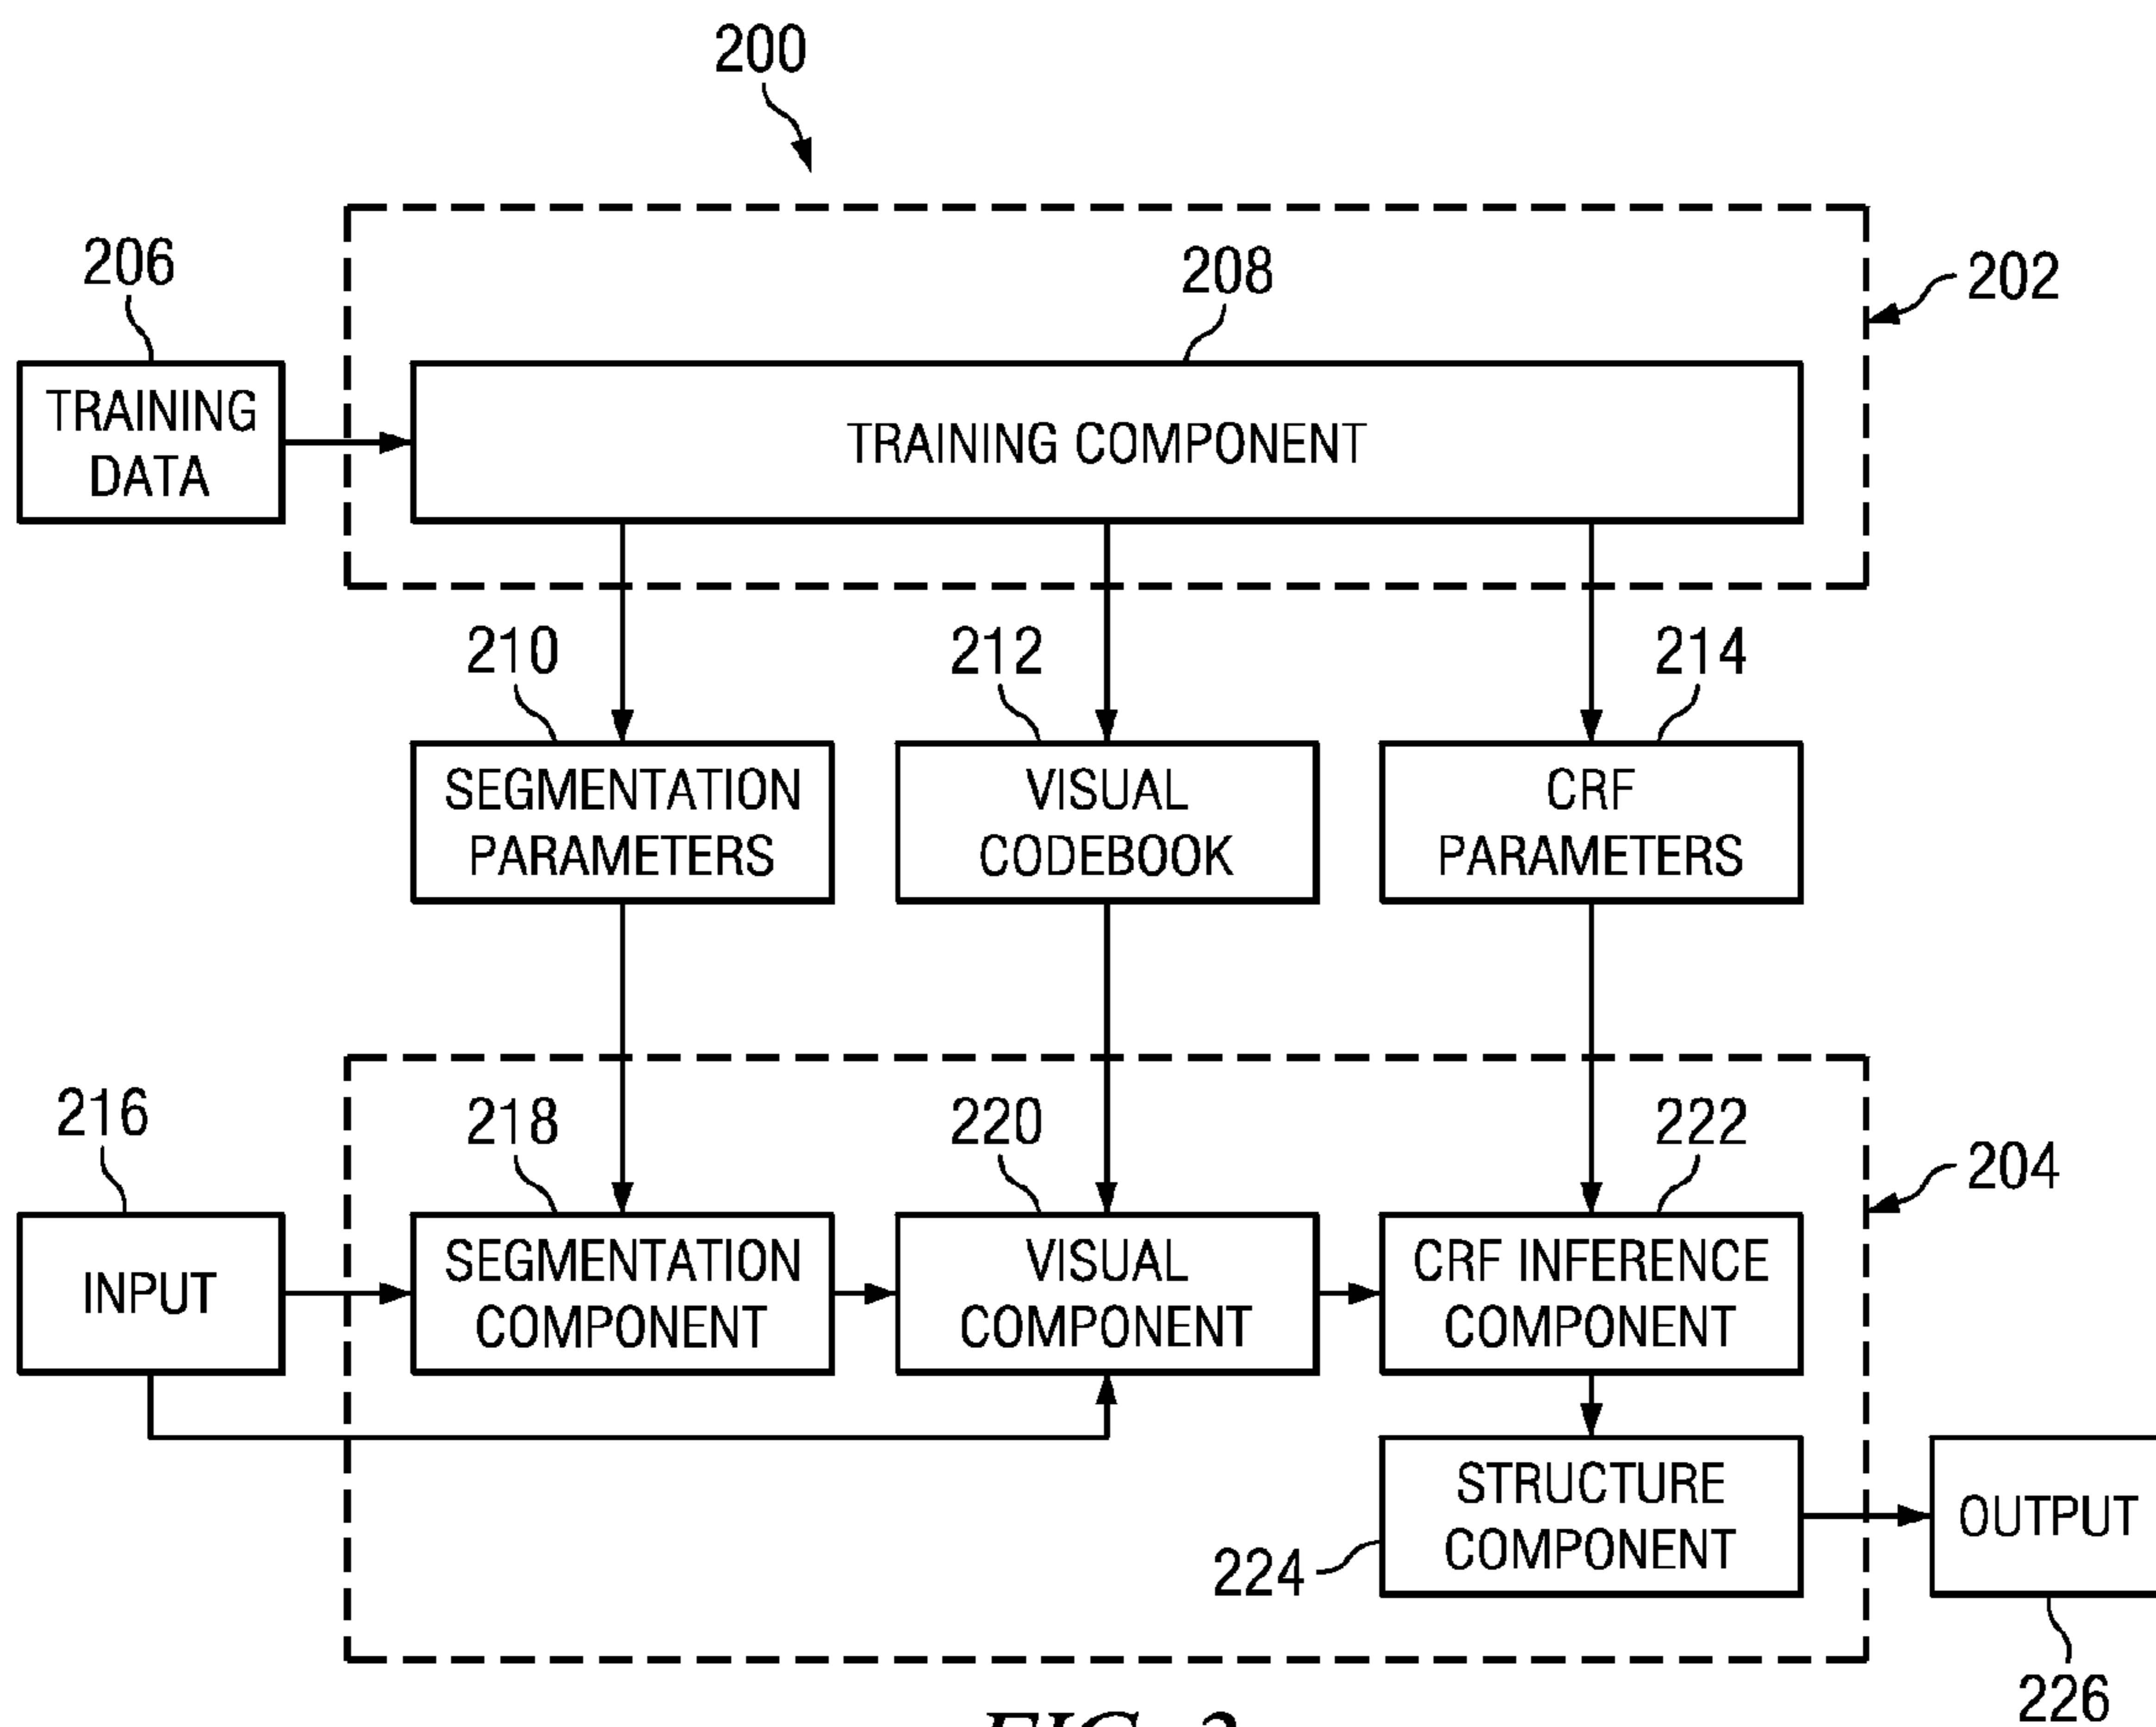 200
206
208
202
TRAINING
DATA
TRAINING COMPONENT
210
212
214
SEGMENTATION
PARAMETERS
VISUAL
CODEBOOK
CRF
PARAMETERS
216
218
220
222
204
INPUT
SEGMENTATION
COMPONENT
VISUAL
COMPONENT
CRF INFERENCE
COMPONENT
STRUCTURE
COMPONENT
224
OUTPUT
226